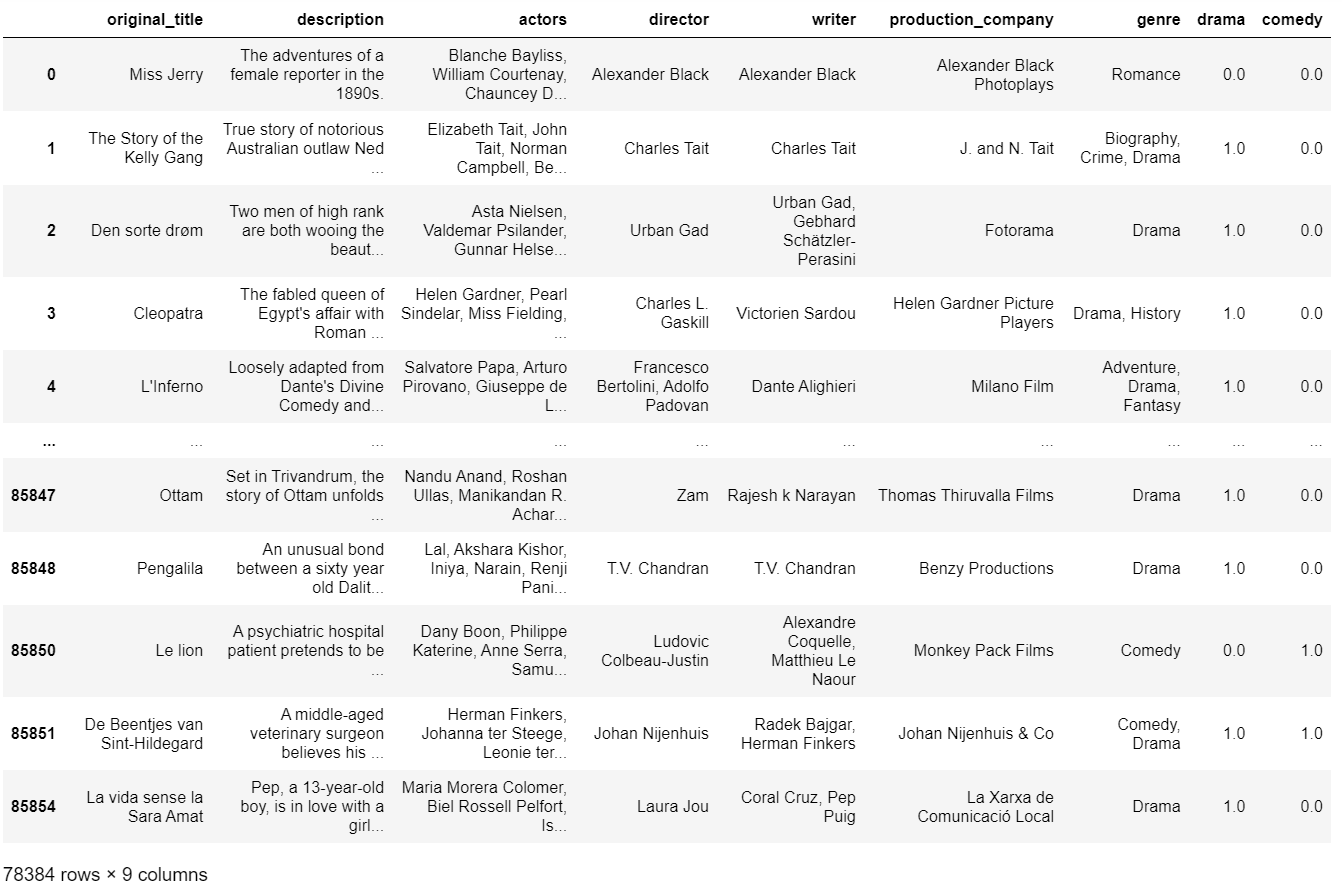 original_title description actors director writer production_company genre drama comedy
0 Miss Jerry The adventures of a female reporter in the 1890s. Blanche Bayliss, William Courtenay, Chauncey D... Alexander Black Alexander Black Alexander Black Photoplays Romance 0.0 0.0
1 The Story of the Kelly Gang True story of notorious Australian outlaw Ned ... Elizabeth Tait, John Tait, Norman Campbell, Be... Charles Tait Charles Tait J. and N. Tait Biography, Crime, Drama 1.0 0.0
2 Den sorte drøm Two men of high rank are both wooing the beaut... Asta Nielsen, Valdemar Psilander, Gunnar Helse... Urban Gad Urban Gad, Gebhard Schätzler-Perasini Fotorama Drama 1.0 0.0
3 Cleopatra The fabled queen of Egypt's affair with Roman ... Helen Gardner, Pearl Sindelar, Miss Fielding, ... Charles L. Gaskill Victorien Sardou Helen Gardner Picture Players Drama, History 1.0 0.0
4 L'Inferno Loosely adapted from Dante's Divine Comedy and... Salvatore Papa, Arturo Pirovano, Giuseppe de L... Francesco Bertolini, Adolfo Padovan Dante Alighieri Milano Film Adventure, Drama, Fantasy 1.0 0.0
... ... ... ... ... ... ... ... ... ...
85847 Ottam Set in Trivandrum, the story of Ottam unfolds ... Nandu Anand, Roshan Ullas, Manikandan R. Achar... Zam Rajesh k Narayan Thomas Thiruvalla Films Drama 1.0 0.0
85848 Pengalila An unusual bond between a sixty year old Dalit... Lal, Akshara Kishor, Iniya, Narain, Renji Pani... T.V. Chandran T.V. Chandran Benzy Productions Drama 1.0 0.0
85850 Le lion A psychiatric hospital patient pretends to be ... Dany Boon, Philippe Katerine, Anne Serra, Samu... Ludovic Colbeau-Justin Alexandre Coquelle, Matthieu Le Naour Monkey Pack Films Comedy 0.0 1.0
85851 De Beentjes van Sint-Hildegard A middle-aged veterinary surgeon believes his ... Herman Finkers, Johanna ter Steege, Leonie ter... Johan Nijenhuis Radek Bajgar, Herman Finkers Johan Nijenhuis & Co Comedy, Drama 1.0 1.0
85854 La vida sense la Sara Amat Pep, a 13-year-old boy, is in love with a girl... Maria Morera Colomer, Biel Rossell Pelfort, Is... Laura Jou Coral Cruz, Pep Puig La Xarxa de Comunicació Local Drama 1.0 0.0
78384 rows × 9 columns